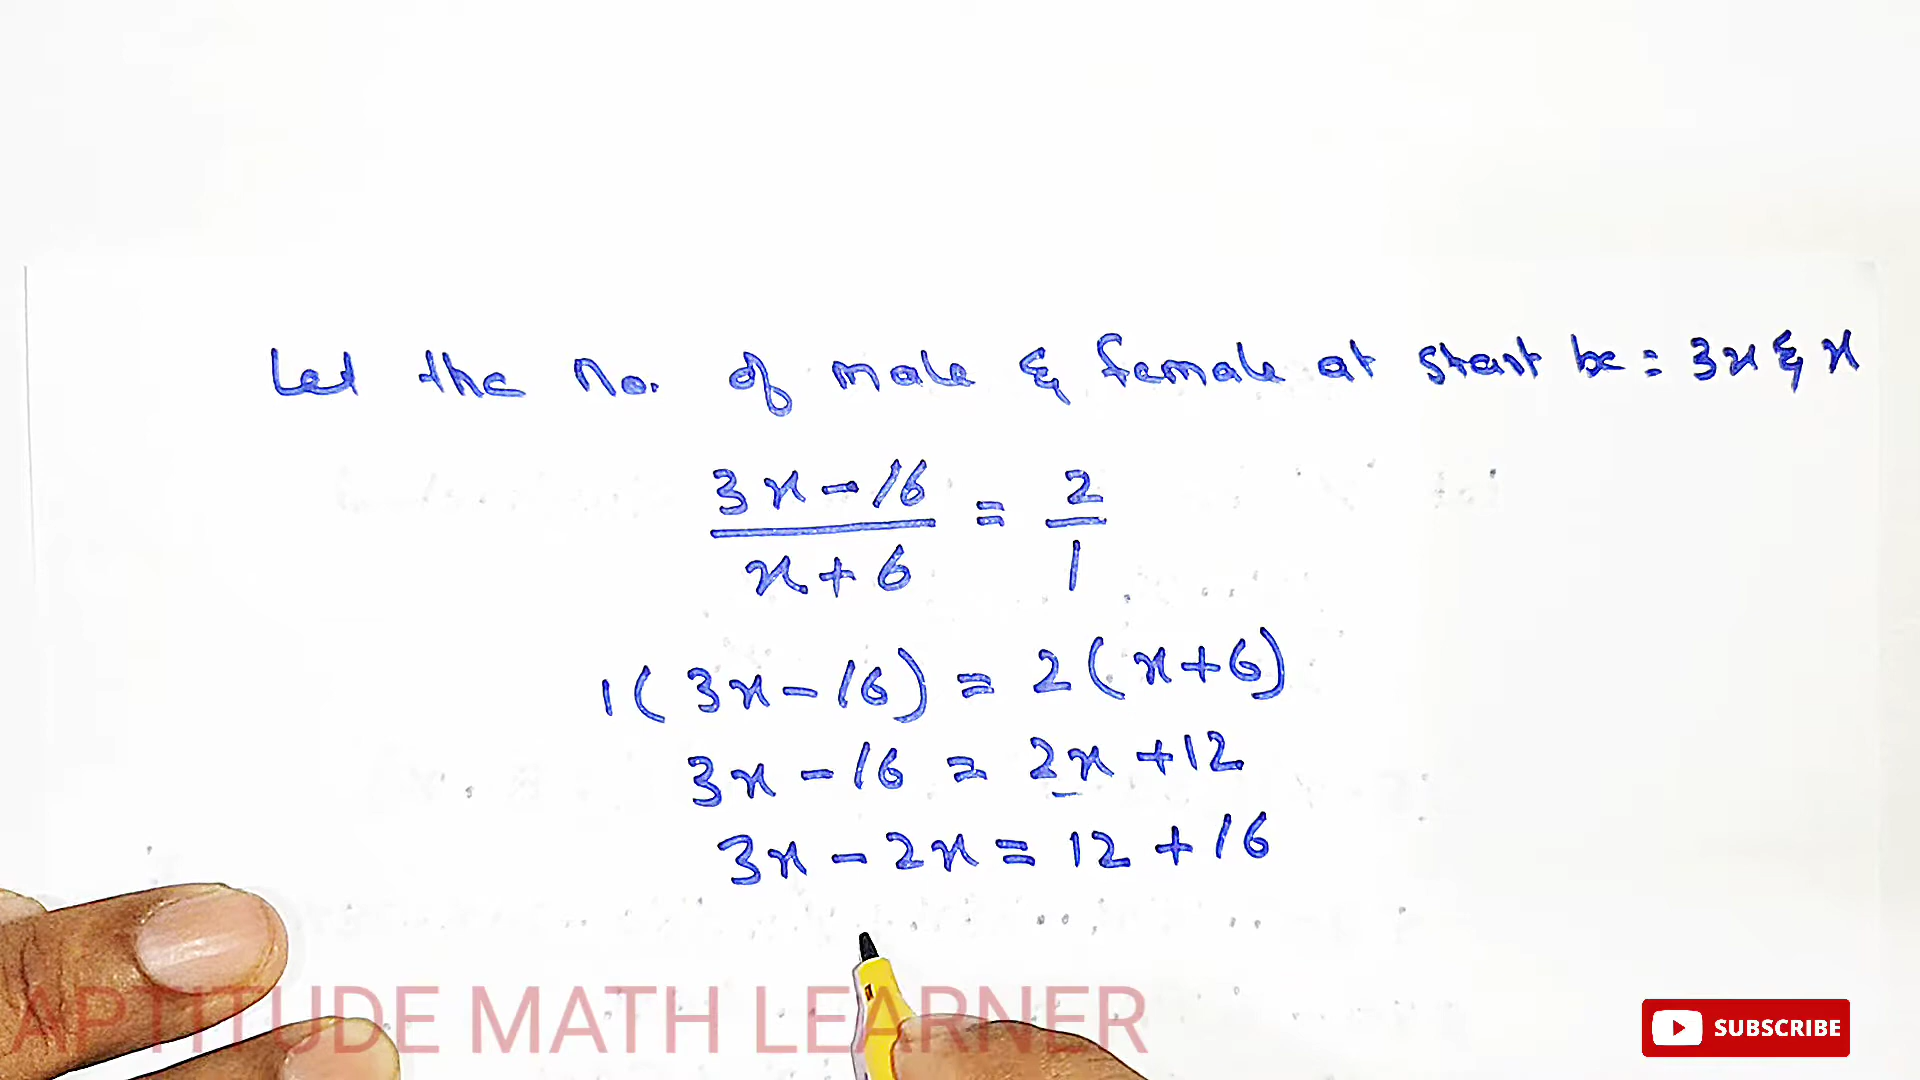 Let the No. of male & female at start be = 3x & x
3x - 16 / x + 6 = 2 / 1
1 ( 3x - 16 ) = 2 ( x + 6 )
3x - 16 = 2x + 12
3x - 2x = 12 + 16
APTITUDE MATH LEARNER
SUBSCRIBE